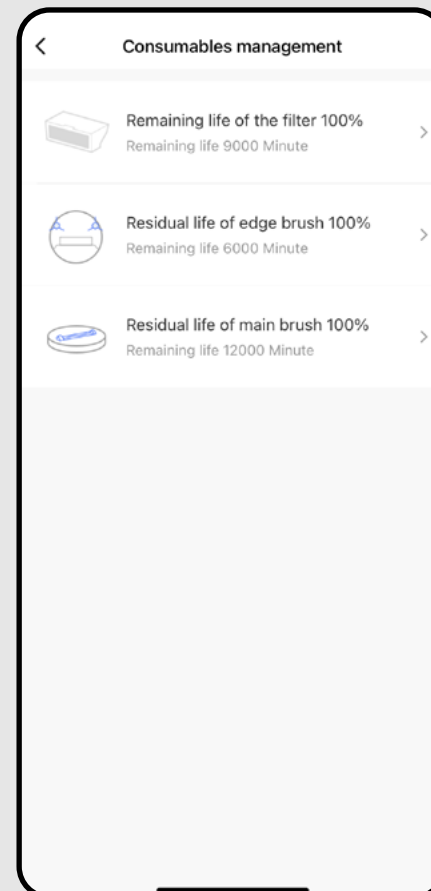 Consumables management
Remaining life of the filter 100%
Remaining life 9000 Minute
Residual life of edge brush 100%
Remaining life 6000 Minute
Residual life of main brush 100%
Remaining life 12000 Minute